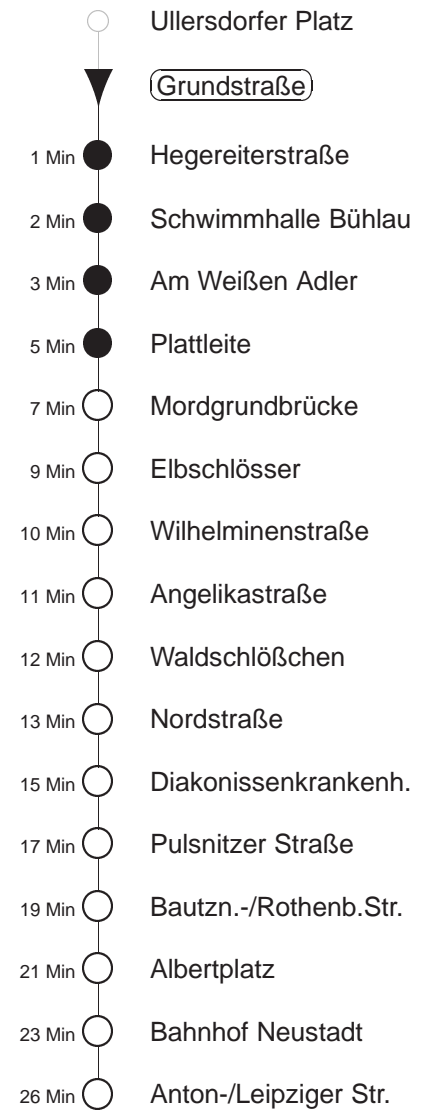 Ullersdorfer Platz
Grundstraße
1 Min Hegereiterstraße
2 Min Schwimmhalle Bühlau
3 Min Am Weißen Adler
5 Min Plattleite
7 Min Mordgrundbrücke
9 Min Elbschlösser
10 Min Wilhelminenstraße
11 Min Angelikastraße
12 Min Waldschlößchen
13 Min Nordstraße
15 Min Diakonissenkrankenh.
17 Min Pulsnitzer Straße
19 Min Bautzn.-/Rothenb.Str.
21 Min Albertplatz
23 Min Bahnhof Neustadt
26 Min Anton-/Leipziger Str.